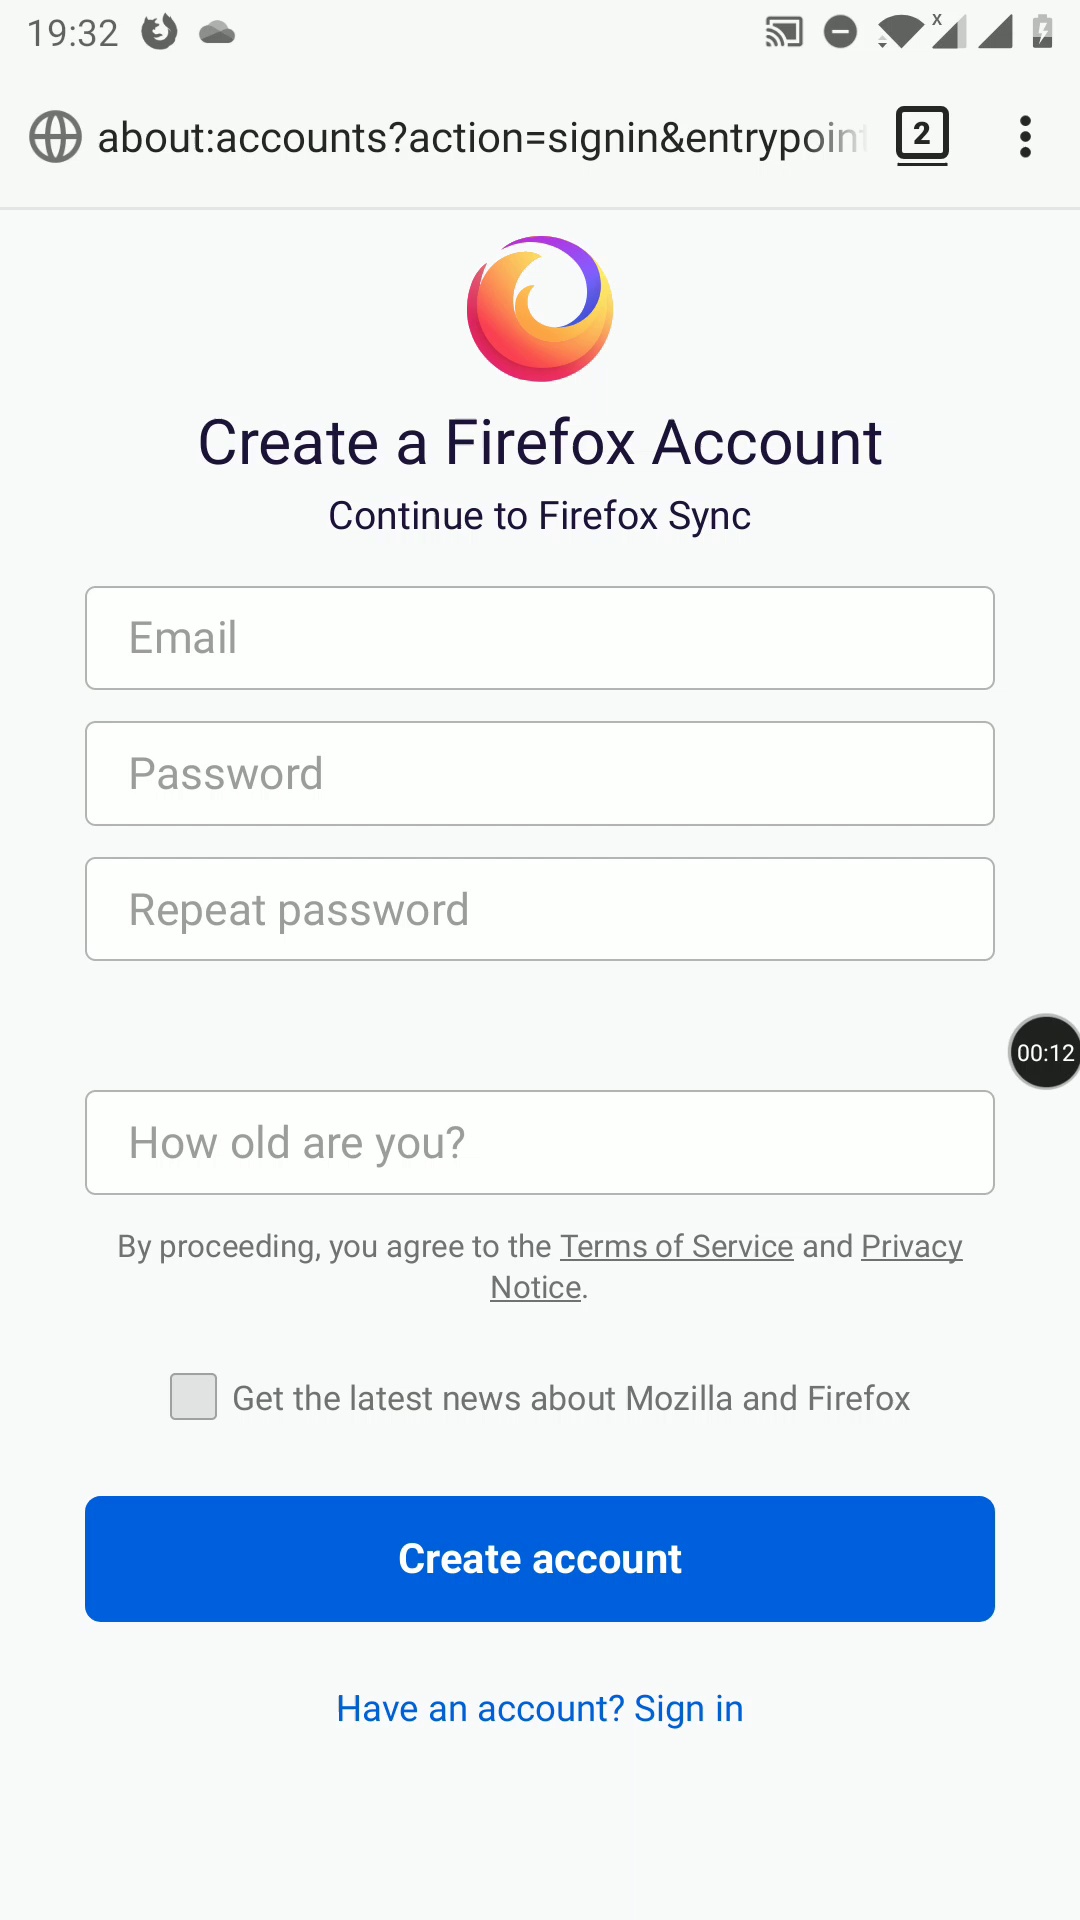 19:32
about:accounts?action=signin&entrypoint
2
Create a Firefox Account
Continue to Firefox Sync
Email
Password
Repeat password
00:12
How old are you?
By proceeding, you agree to the Terms of Service and Privacy
Notice.
Get the latest news about Mozilla and Firefox
Create account
Have an account? Sign in